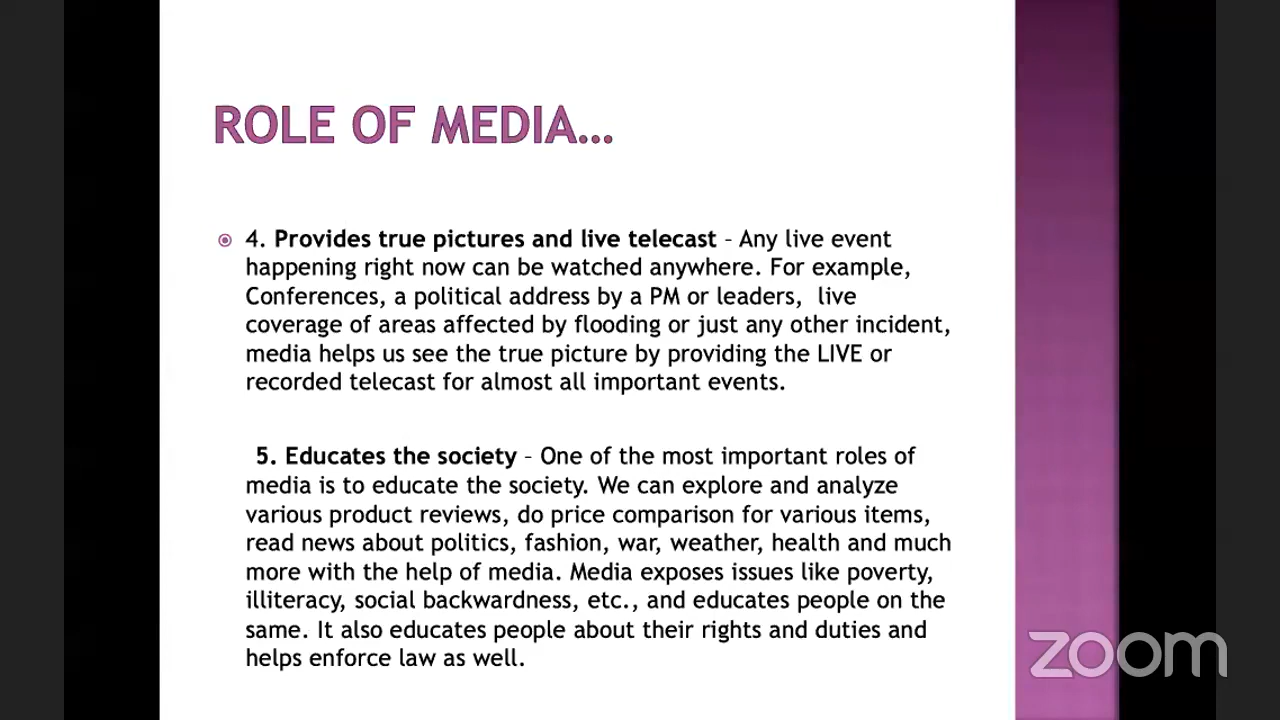 ROLE OF MEDIA...
4. Provides true pictures and live telecast – Any live event
happening right now can be watched anywhere. For example,
Conferences, a political address by a PM or leaders,  live
coverage of areas affected by flooding or just any other incident,
media helps us see the true picture by providing the LIVE or
recorded telecast for almost all important events.
5. Educates the society – One of the most important roles of
media is to educate the society. We can explore and analyze
various product reviews, do price comparison for various items,
read news about politics, fashion, war, weather, health and much
more with the help of media. Media exposes issues like poverty,
illiteracy, social backwardness, etc., and educates people on the
same. It also educates people about their rights and duties and
helps enforce law as well.
zoom